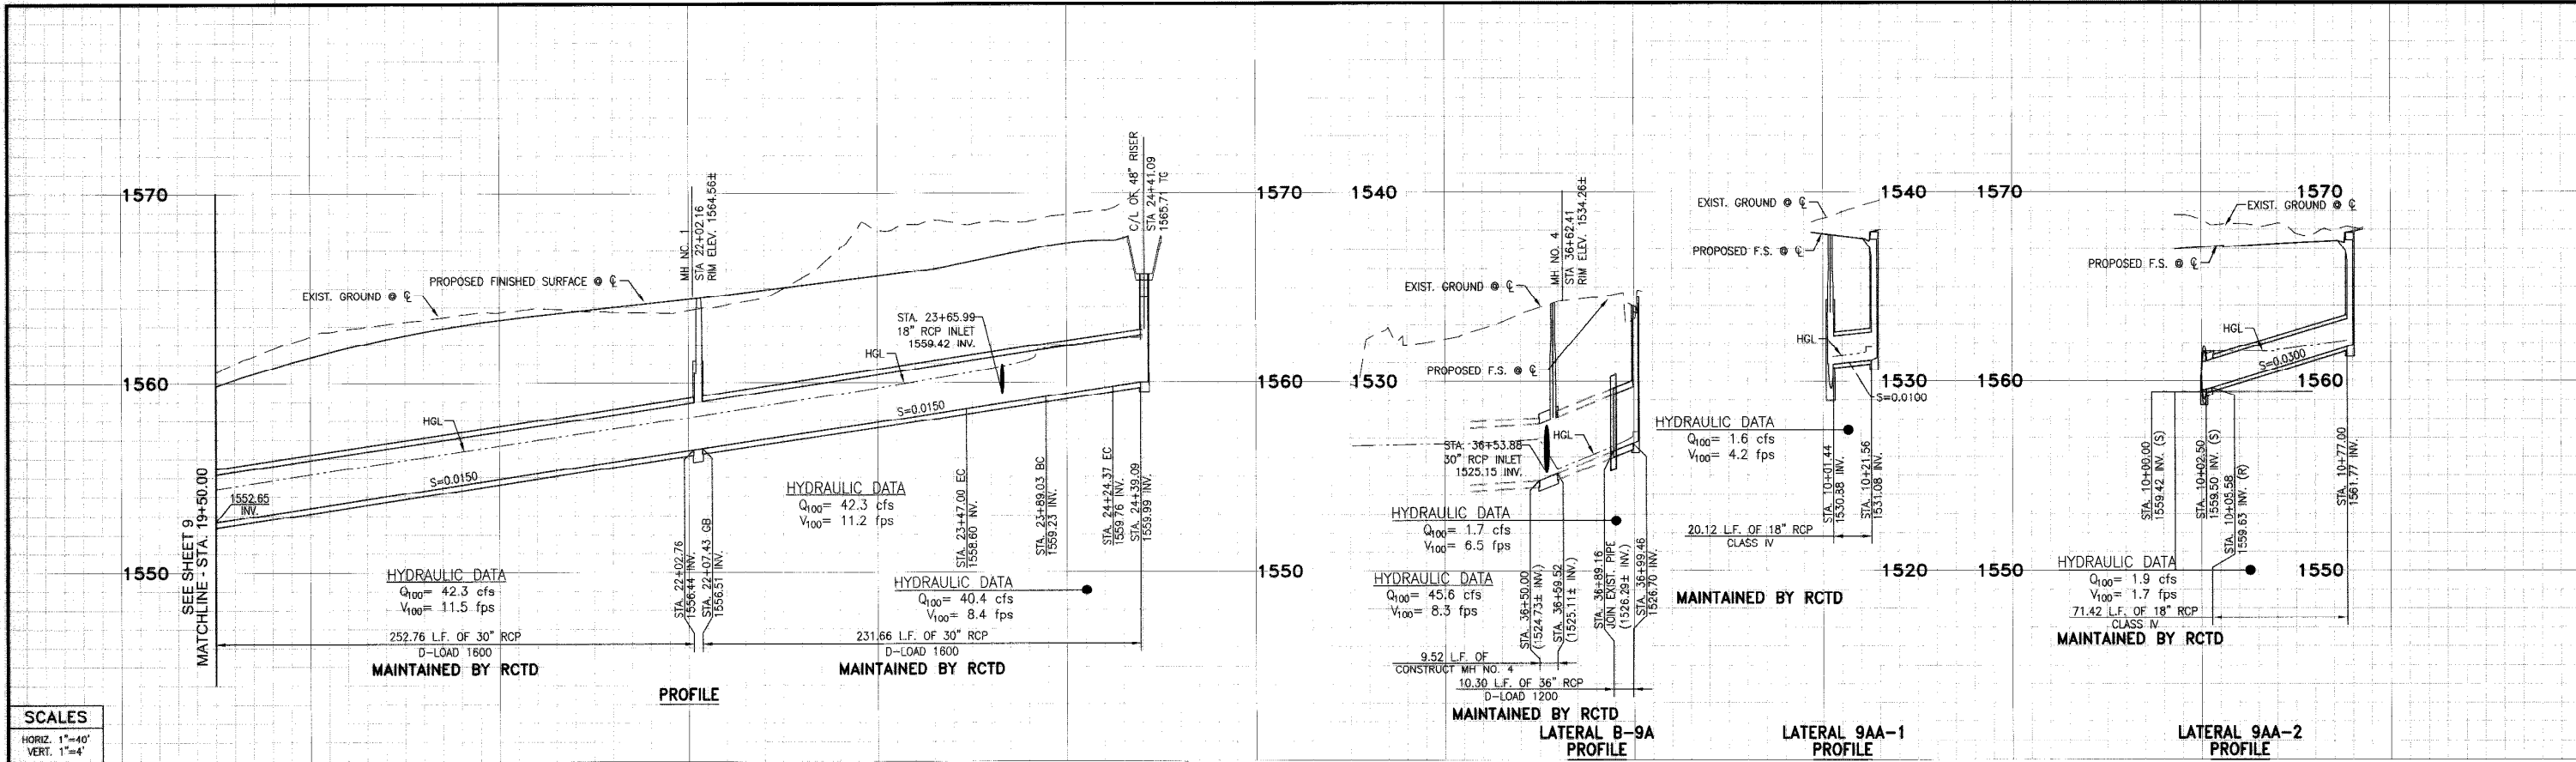 1570
1560
1550
SEE SHEET 9
MATCHLINE - STA. 19+50.00
1552.65
INV.
EXIST. GROUND @ ℄
PROPOSED FINISHED SURFACE @ ℄
HGL
S=0.0150
MH NO. 1
STA 22+02.16
RIM ELEV. 1564.56±
HYDRAULIC DATA
Q100= 42.3 cfs
V100= 11.5 fps
252.76 L.F. OF 30" RCP
D-LOAD 1600
MAINTAINED BY RCTD
STA. 22+02.76
1556.44 INV.
STA. 22+07.43 GB
1556.51 INV.
PROFILE
HYDRAULIC DATA
Q100= 42.3 cfs
V100= 11.2 fps
STA. 23+65.99
18" RCP INLET
1559.42 INV.
HGL
S=0.0150
STA. 23+47.00 EC
1558.60 INV.
STA. 23+89.03 BC
1559.23 INV.
STA. 24+24.37 EC
1559.76 INV.
STA. 24+39.09
1559.99 INV.
C/L OF 48" RISER
STA 24+41.09
1565.71 TG
HYDRAULIC DATA
Q100= 40.4 cfs
V100= 8.4 fps
231.66 L.F. OF 30" RCP
D-LOAD 1600
MAINTAINED BY RCTD
1570
1560
1550
1540
1530
EXIST. GROUND @ ℄
PROPOSED F.S. @ ℄
MH NO. 4
STA 36+62.41
RIM ELEV. 1534.26±
STA. 36+53.88
30" RCP INLET
1525.15 INV.
HGL
HYDRAULIC DATA
Q100= 1.7 cfs
V100= 6.5 fps
HYDRAULIC DATA
Q100= 45.6 cfs
V100= 8.3 fps
STA. 36+50.00
(1524.73± INV.)
STA. 36+59.52
(1525.11± INV.)
STA. 36+89.16
JOIN EXIST. PIPE
(1526.29± INV.)
STA. 36+99.46
1526.70 INV.
9.52 L.F. OF
CONSTRUCT MH NO. 4
10.30 L.F. OF 36" RCP
D-LOAD 1200
MAINTAINED BY RCTD
LATERAL B-9A
PROFILE
EXIST. GROUND @ ℄
PROPOSED F.S. @ ℄
HGL
S=0.0100
1540
1530
1520
HYDRAULIC DATA
Q100= 1.6 cfs
V100= 4.2 fps
STA. 10+01.44
1530.88 INV.
STA. 10+21.56
1531.08 INV.
20.12 L.F. OF 18" RCP
CLASS IV
MAINTAINED BY RCTD
LATERAL 9AA-1
PROFILE
1570
1560
1550
EXIST. GROUND @ ℄
PROPOSED F.S. @ ℄
HGL
S=0.0300
1570
1560
1550
STA. 10+00.00
1559.42 INV. (S)
STA. 10+02.50
1559.50 INV. (S)
STA. 10+05.58
1559.63 INV. (R)
STA. 10+77.00
1561.77 INV.
HYDRAULIC DATA
Q100= 1.9 cfs
V100= 1.7 fps
71.42 L.F. OF 18" RCP
CLASS IV
MAINTAINED BY RCTD
LATERAL 9AA-2
PROFILE
SCALES
HORIZ. 1"=40'
VERT. 1"=4'